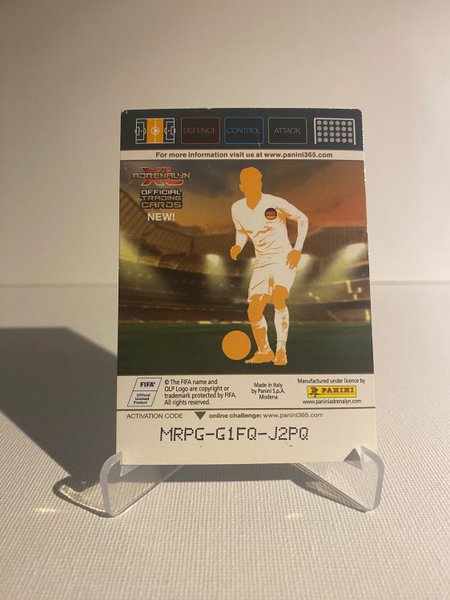 DEFENCE CONTROL ATTACK
For more information visit us at www.panini365.com
ADRENALYN
XL
OFFICIAL
TRADING
CARDS
NEW!
FIFA®
Official
Licensed
Product
© The FIFA name and
OLP Logo are copyright or
trademark protected by FIFA.
All rights reserved.
Made in Italy
by Panini S.p.A.
Modena
Manufactured under licence by
PANINI
www.paniniadrenalyn.com
ACTIVATION CODE online challenge: www.panini365.com
MRPG-G1FQ-J2PQ